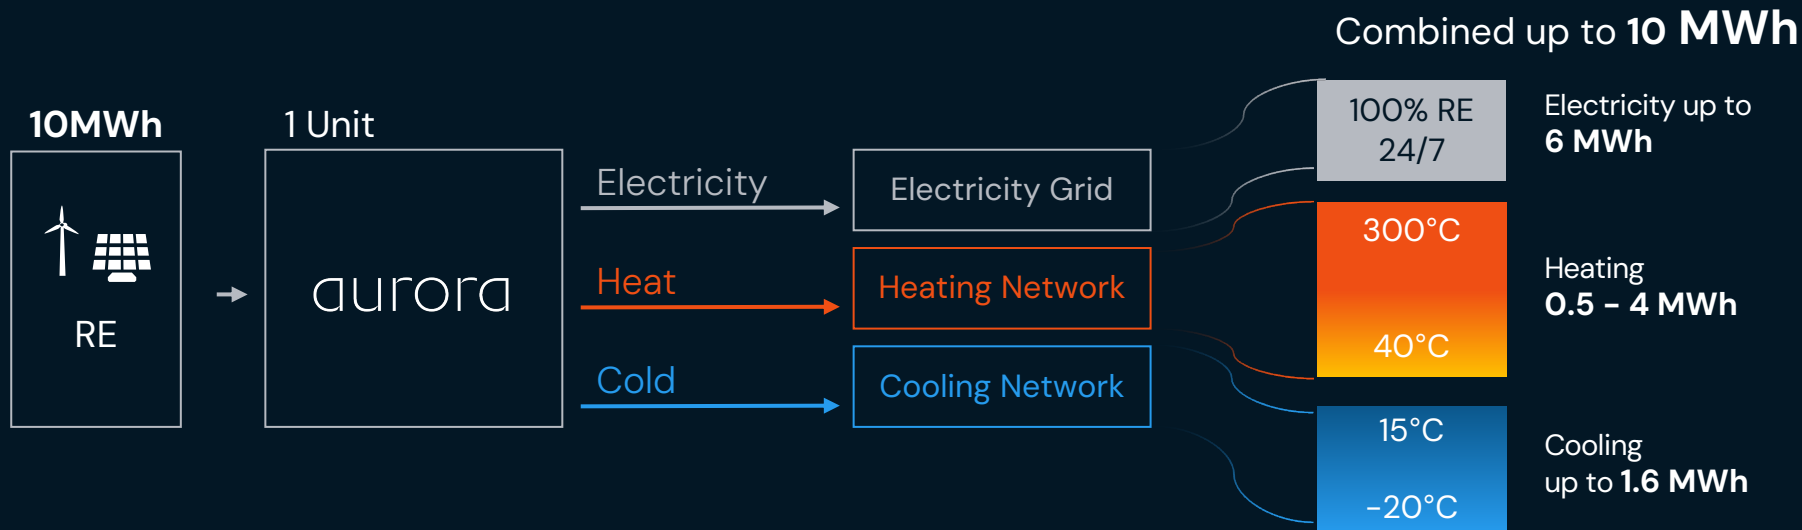 Combined up to 10 MWh
10MWh
RE
1 Unit
aurora
Electricity
Heat
Cold
Electricity Grid
Heating Network
Cooling Network
100% RE
24/7
Electricity up to
6 MWh
300°C
40°C
Heating
0.5 - 4 MWh
15°C
-20°C
Cooling
up to 1.6 MWh